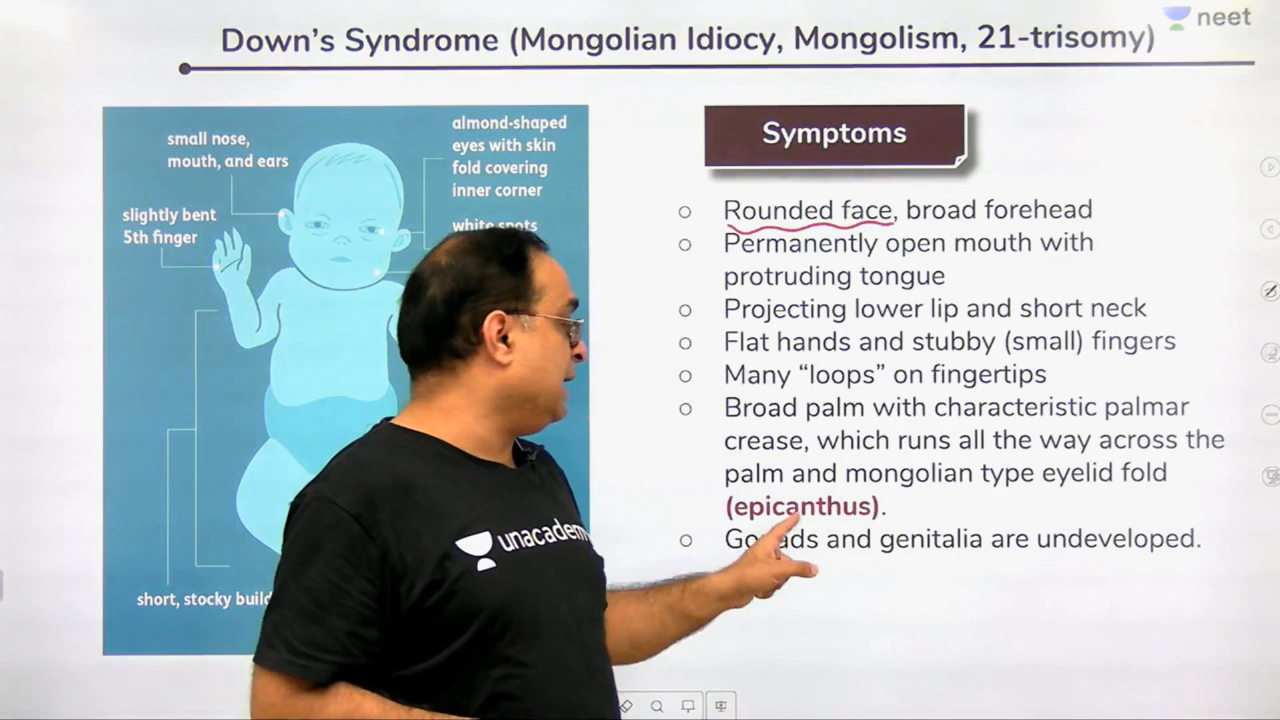 Down's Syndrome (Mongolian Idiocy, Mongolism, 21-trisomy)
neet
small nose,
mouth, and ears
almond-shaped
eyes with skin
fold covering
inner corner
white spots
slightly bent
5th finger
short, stocky build
Symptoms
Rounded face, broad forehead
Permanently open mouth with
protruding tongue
Projecting lower lip and short neck
Flat hands and stubby (small) fingers
Many “loops” on fingertips
Broad palm with characteristic palmar
crease, which runs all the way across the
palm and mongolian type eyelid fold
(epicanthus).
Gonads and genitalia are undeveloped.
unacademy